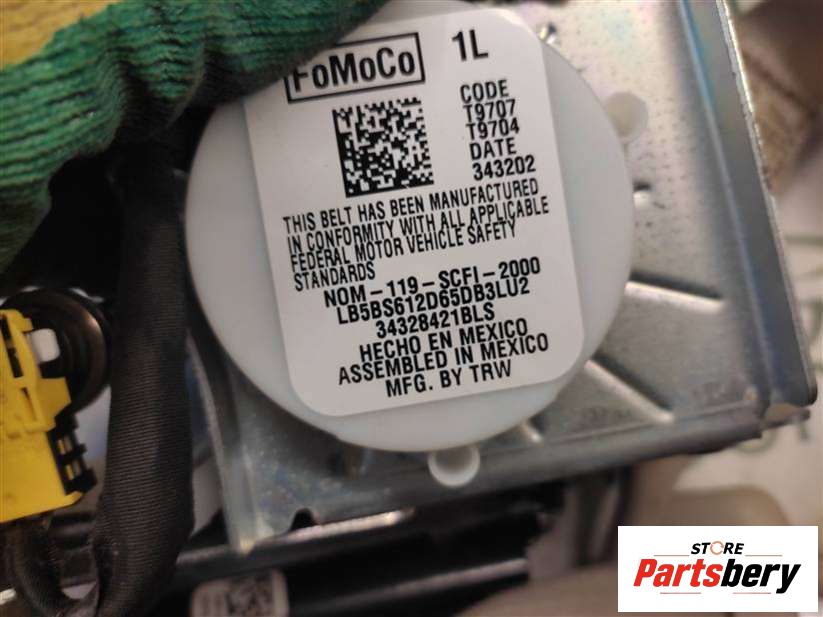 FoMoCo
1L
CODE
T9707
T9704
DATE
343202
THIS BELT HAS BEEN MANUFACTURED
IN CONFORMITY WITH ALL APPLICABLE
FEDERAL MOTOR VEHICLE SAFETY
STANDARDS
NOM-119-SCFI-2000
LB5BS612D65DB3LU2
34328421BLS
HECHO EN MEXICO
ASSEMBLED IN MEXICO
MFG. BY TRW
STORE
Partsbery